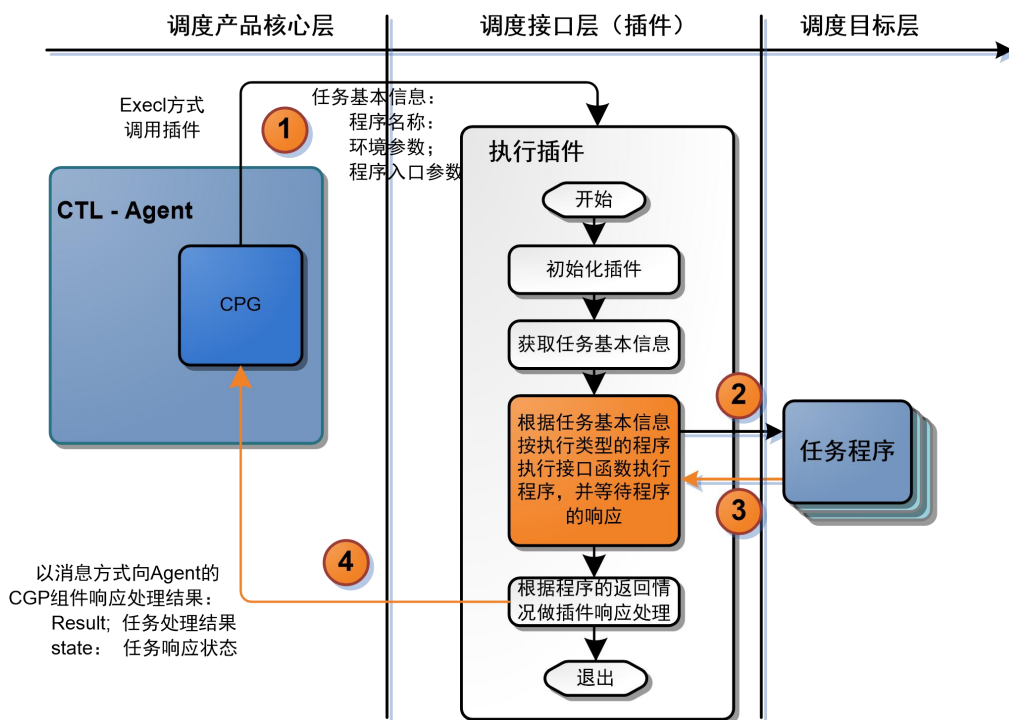 调度产品核心层
调度接口层（插件）
调度目标层
Execl方式
调用插件
1
任务基本信息：
程序名称：
环境参数；
程序入口参数
执行插件
开始
CTL - Agent
CPG
初始化插件
获取任务基本信息
根据任务基本信息
按执行类型的程序
执行接口函数执行
程序，并等待程序
的响应
2
任务程序
3
4
以消息方式向Agent的
CGP组件响应处理结果：
Result; 任务处理结果
state： 任务响应状态
根据程序的返回情
况做插件响应处理
退出